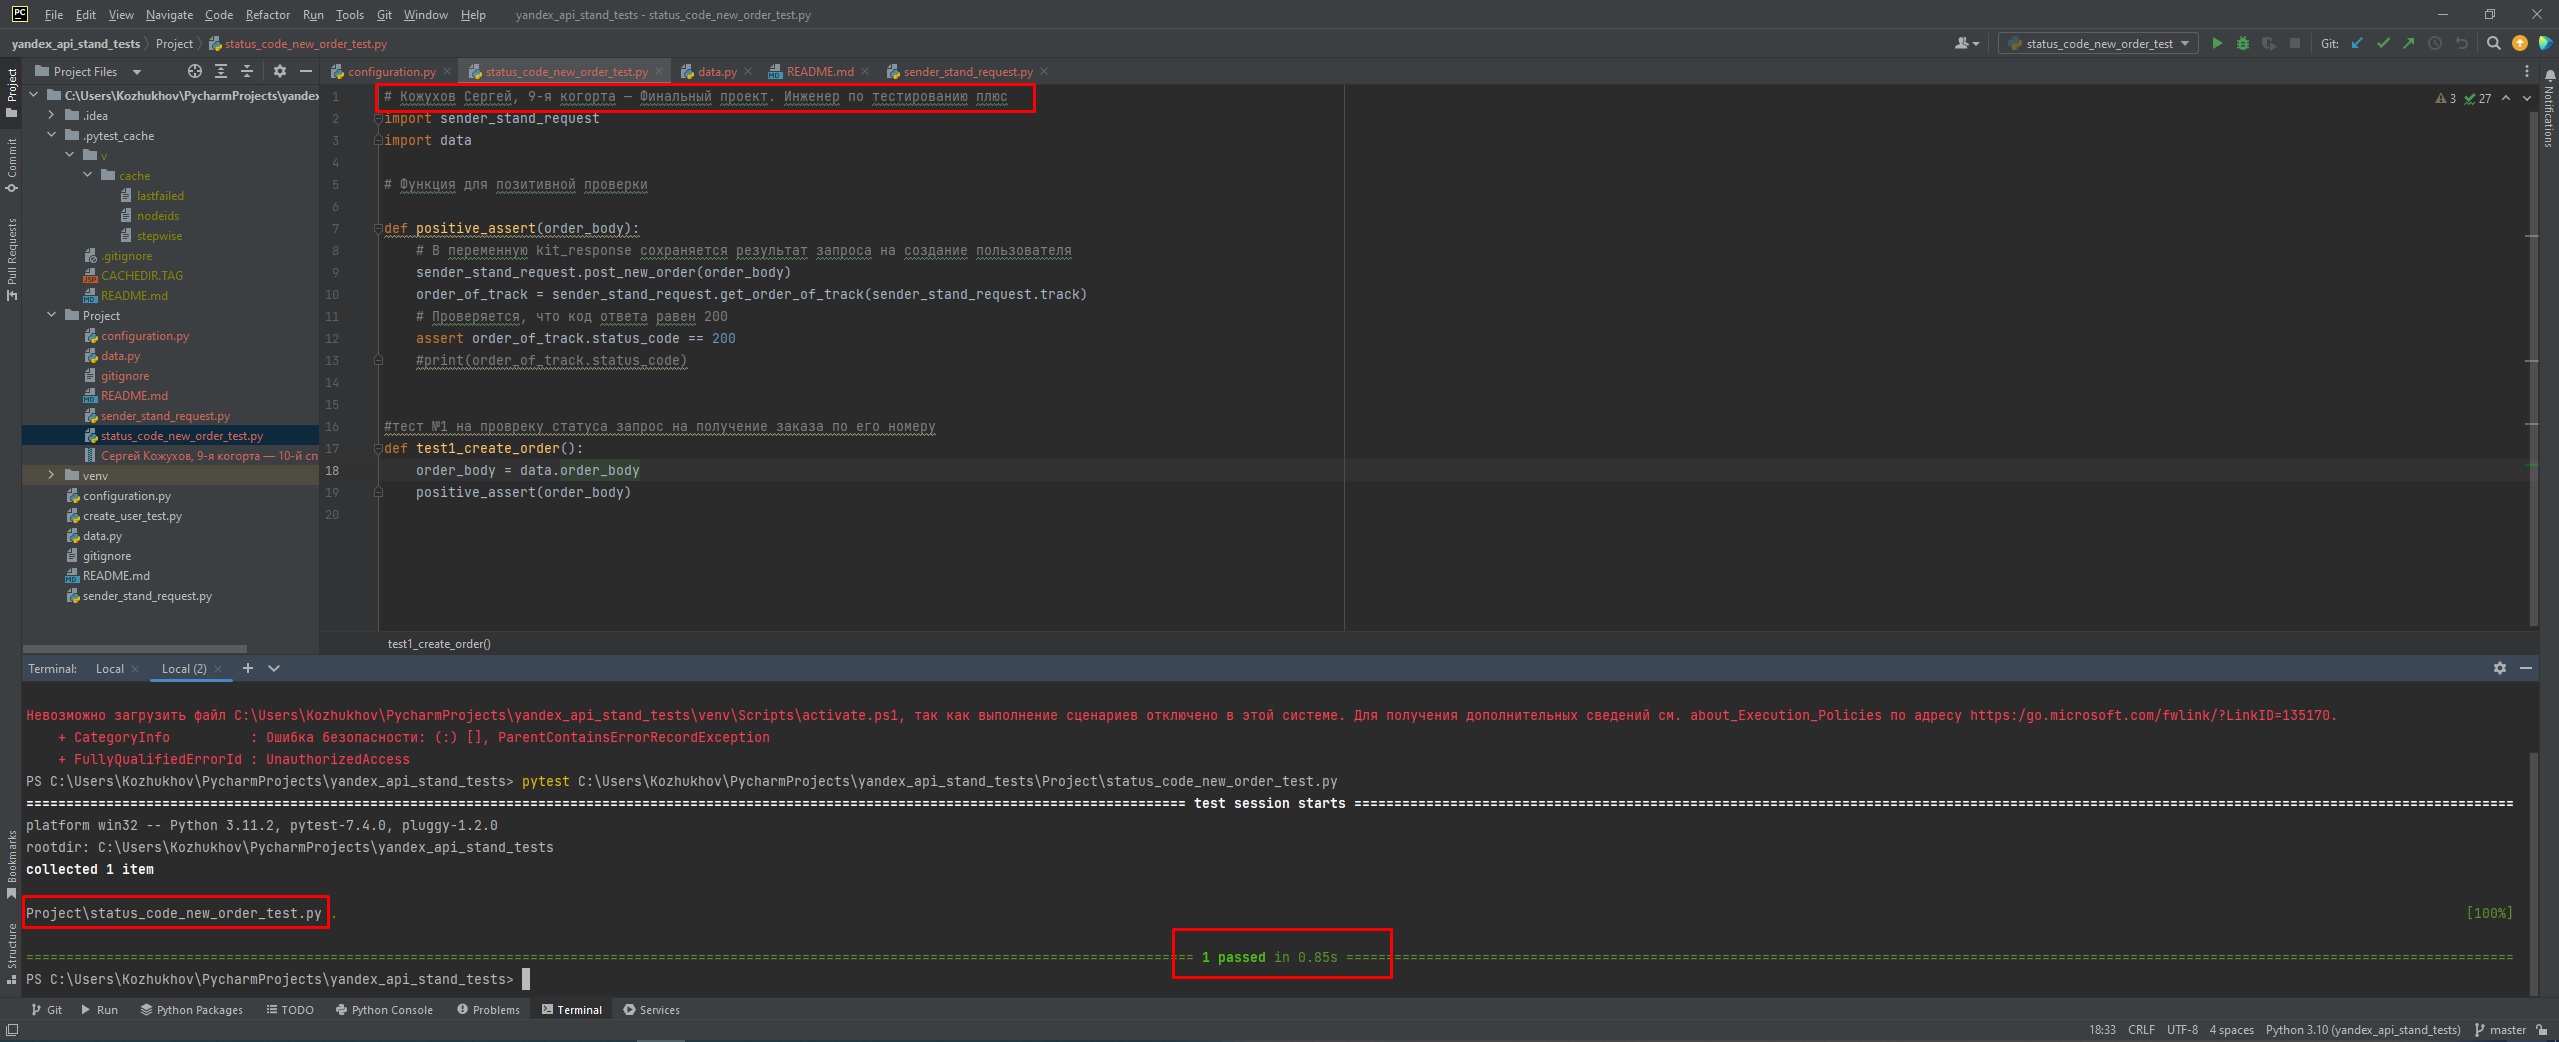 File Edit View Navigate Code Refactor Run Tools Git Window Help yandex_api_stand_tests - status_code_new_order_test.py
yandex_api_stand_tests Project status_code_new_order_test.py
status_code_new_order_test Git:
Project
Commit
Pull Requests
Bookmarks
Structure
Notifications
Project Files
C:\Users\Kozhukhov\PycharmProjects\yandex
.idea
.pytest_cache
v
cache
lastfailed
nodeids
stepwise
.gitignore
CACHEDIR.TAG
README.md
Project
configuration.py
data.py
gitignore
README.md
sender_stand_request.py
status_code_new_order_test.py
Сергей Кожухов, 9-я когорта — 10-й сп
venv
configuration.py
create_user_test.py
data.py
gitignore
README.md
sender_stand_request.py
configuration.py status_code_new_order_test.py data.py README.md sender_stand_request.py
3 27
1 # Кожухов Сергей, 9-я когорта — Финальный проект. Инженер по тестированию плюс
2 import sender_stand_request
3 import data
4
5 # Функция для позитивной проверки
6
7 def positive_assert(order_body):
8 # В переменную kit_response сохраняется результат запроса на создание пользователя
9 sender_stand_request.post_new_order(order_body)
10 order_of_track = sender_stand_request.get_order_of_track(sender_stand_request.track)
11 # Проверяется, что код ответа равен 200
12 assert order_of_track.status_code == 200
13 #print(order_of_track.status_code)
14
15
16 #тест №1 на провреку статуса запрос на получение заказа по его номеру
17 def test1_create_order():
18 order_body = data.order_body
19 positive_assert(order_body)
20
test1_create_order()
Terminal: Local Local (2)
Невозможно загрузить файл C:\Users\Kozhukhov\PycharmProjects\yandex_api_stand_tests\venv\Scripts\activate.ps1, так как выполнение сценариев отключено в этой системе. Для получения дополнительных сведений см. about_Execution_Policies по адресу https:/go.microsoft.com/fwlink/?LinkID=135170.
+ CategoryInfo : Ошибка безопасности: (:) [], ParentContainsErrorRecordException
+ FullyQualifiedErrorId : UnauthorizedAccess
PS C:\Users\Kozhukhov\PycharmProjects\yandex_api_stand_tests> pytest C:\Users\Kozhukhov\PycharmProjects\yandex_api_stand_tests\Project\status_code_new_order_test.py
test session starts
platform win32 -- Python 3.11.2, pytest-7.4.0, pluggy-1.2.0
rootdir: C:\Users\Kozhukhov\PycharmProjects\yandex_api_stand_tests
collected 1 item
Project\status_code_new_order_test.py . [100%]
1 passed in 0.85s
PS C:\Users\Kozhukhov\PycharmProjects\yandex_api_stand_tests>
Git Run Python Packages TODO Python Console Problems Terminal Services
18:33 CRLF UTF-8 4 spaces Python 3.10 (yandex_api_stand_tests) master